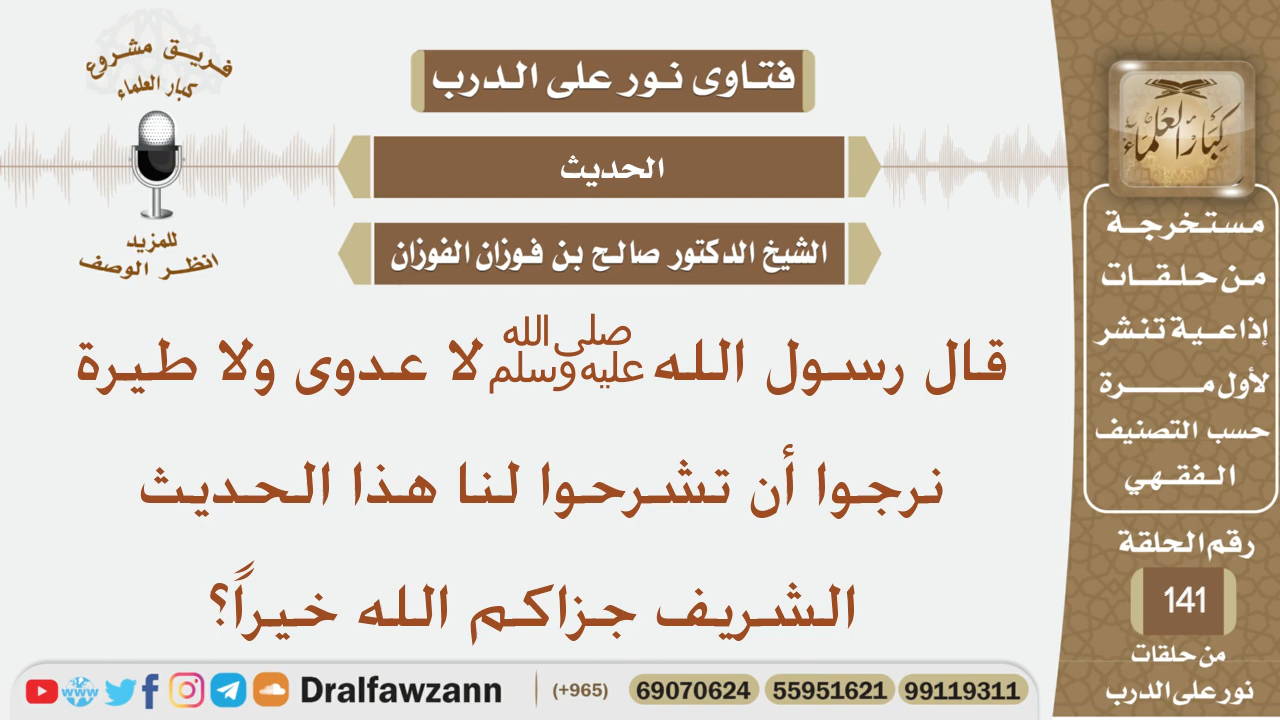 فريق مشروع
كبار العلماء
للمزيد
انظر الوصف
فتاوى نور على الدرب
الحديث
الشيخ الدكتور صالح بن فوزان الفوزان
قال رسول الله صلى الله عليه وسلم لا عدوى ولا طيرة
نرجوا أن تشرحوا لنا هذا الحديث
الشريف جزاكم الله خيراً؟
كبار العلماء
مستخرجة
من حلقات
إذاعية تنشر
لأول مرة
حسب التصنيف
الفقهي
رقم الحلقة
141
من حلقات
نور على الدرب
www Dralfawzann (+965) 69070624 55951621 99119311